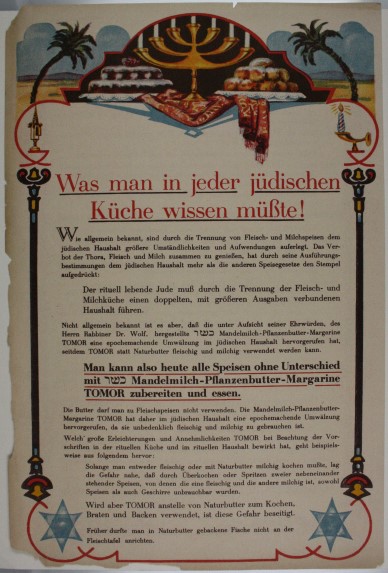 Was man in jeder jüdischen
Küche wissen müßte!
Wie allgemein bekannt, sind durch die Trennung von Fleisch- und Milchspeisen dem
jüdischen Haushalt größere Umständlichkeiten und Aufwendungen auferlegt. Das Ver-
bot der Thora, Fleisch und Milch zusammen zu genießen, hat durch seine Ausführungs-
bestimmungen dem jüdischen Haushalt mehr als die anderen Speisegesetze den Stempel
aufgedrückt:
Der rituell lebende Jude muß durch die Trennung der Fleisch- und
Milchküche einen doppelten, mit größeren Ausgaben verbundenen
Haushalt führen.
Nicht allgemein bekannt ist es aber, daß die unter Aufsicht seiner Ehrwürden, des
Herrn Rabbiner Dr. Wolf, hergestellte כשר Mandelmilch-Pflanzenbutter-Margarine
TOMOR eine epochemachende Umwälzung im jüdischen Haushalt hervorgerufen hat,
seitdem TOMOR statt Naturbutter fleischig und milchig verwendet werden kann.
Man kann also heute alle Speisen ohne Unterschied
mit כשר Mandelmilch-Pflanzenbutter-Margarine
TOMOR zubereiten und essen.
Die Butter darf man zu Fleischspeisen nicht verwenden. Die Mandelmilch-Pflanzenbutter-
Margarine TOMOR hat daher im jüdischen Haushalt eine epochemachende Umwälzung
hervorgerufen, da sie unbedenklich fleischig und milchig zu gebrauchen ist.
Welch' große Erleichterungen und Annehmlichkeiten TOMOR bei Beachtung der Vor-
schriften in der rituellen Küche und im rituellen Haushalt bewirkt hat, geht beispiels-
weise aus folgendem hervor:
Solange man entweder fleischig oder mit Naturbutter milchig kochen mußte, lag
die Gefahr nahe, daß durch Überkochen oder Spritzen zweier nebeneinander
stehender Speisen, von denen die eine fleischig und die andere milchig ist, sowohl
Speisen als auch Geschirre unbrauchbar wurden.
Wird aber TOMOR anstelle von Naturbutter zum Kochen,
Braten und Backen verwendet, ist diese Gefahr beseitigt.
Früher durfte man in Naturbutter gebackene Fische nicht an der
Fleischtafel anrichten.